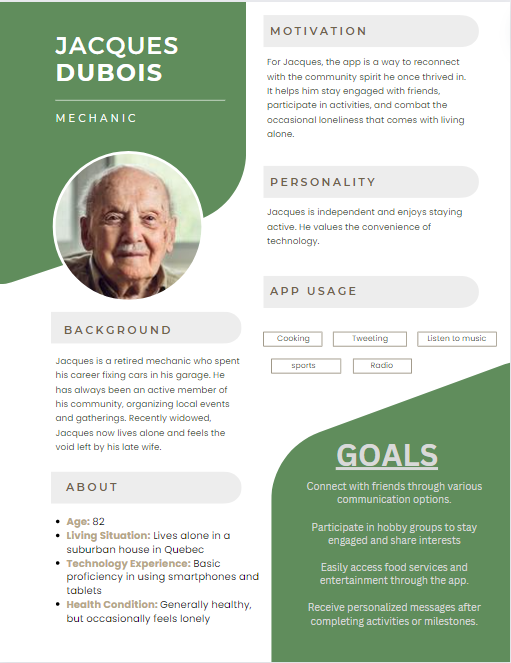 JACQUES
DUBOIS
MECHANIC
BACKGROUND
Jacques is a retired mechanic who spent
his career fixing cars in his garage. He
has always been an active member of
his community, organizing local events
and gatherings. Recently widowed,
Jacques now lives alone and feels the
void left by his late wife.
ABOUT
• Age: 82
• Living Situation: Lives alone in a
suburban house in Quebec
• Technology Experience: Basic
proficiency in using smartphones and
tablets
• Health Condition: Generally healthy,
but occasionally feels lonely
MOTIVATION
For Jacques, the app is a way to reconnect
with the community spirit he once thrived in.
It helps him stay engaged with friends,
participate in activities, and combat the
occasional loneliness that comes with living
alone.
PERSONALITY
Jacques is independent and enjoys staying
active. He values the convenience of
technology.
APP USAGE
Cooking Tweeting Listen to music
sports Radio
GOALS
Connect with friends through various
communication options.
Participate in hobby groups to stay
engaged and share interests
Easily access food services and
entertainment through the app.
Receive personalized messages after
completing activities or milestones.